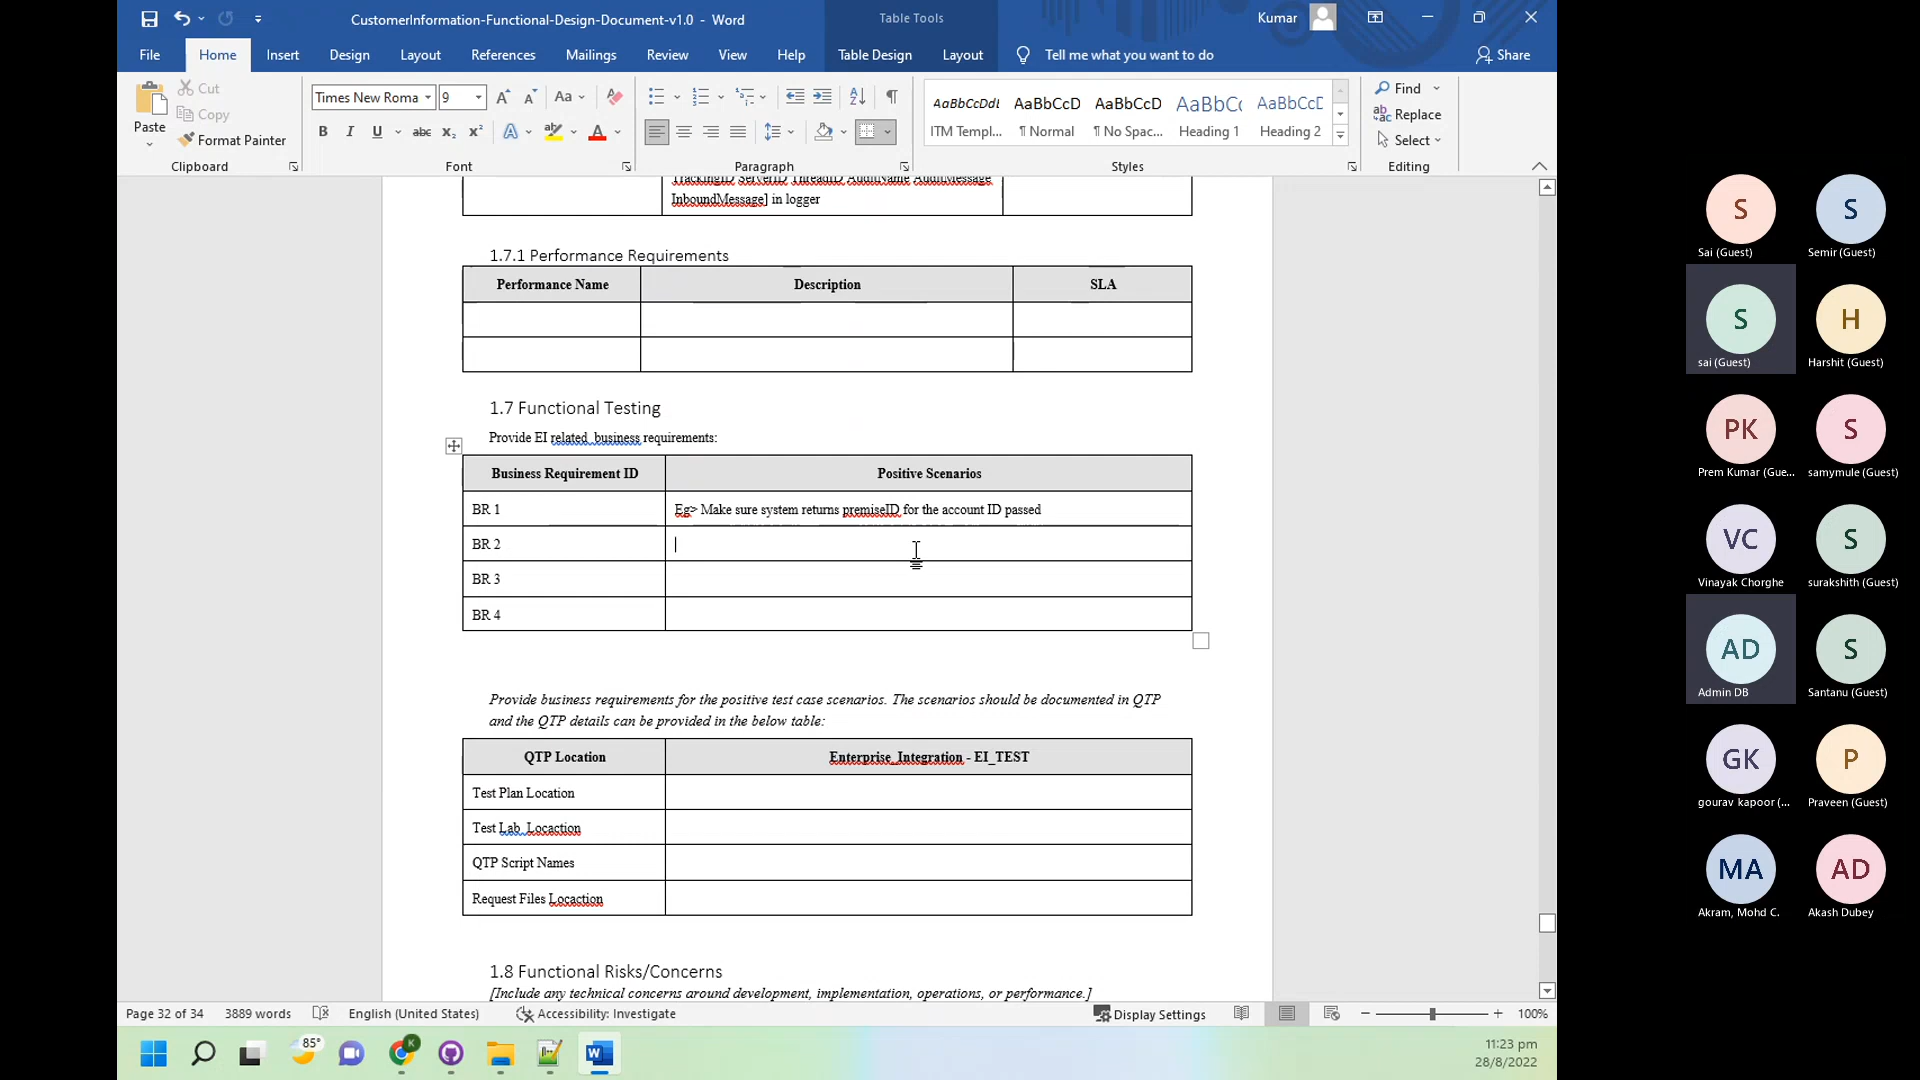 CustomerInformation-Functional-Design-Document-v1.0 - Word
Table Tools
Kumar
File Home Insert Design Layout References Mailings Review View Help Table Design Layout Tell me what you want to do Share
Paste
Cut
Copy
Format Painter
Clipboard
Times New Roma 9
Font
Paragraph
AaBbCcDdE AaBbCcD AaBbCcD AaBbCc AaBbCcD
ITM Templ... ¶ Normal ¶ No Spac... Heading 1 Heading 2
Styles
Find
Replace
Select
Editing
TrackingID ServerID ThreadID AuditName AuditMessage
InboundMessage] in logger
1.7.1 Performance Requirements
Performance Name Description SLA
1.7 Functional Testing
Provide EI related business requirements:
Business Requirement ID Positive Scenarios
BR 1 Eg> Make sure system returns premiseID for the account ID passed
BR 2
BR 3
BR 4
Provide business requirements for the positive test case scenarios. The scenarios should be documented in QTP
and the QTP details can be provided in the below table:
QTP Location Enterprise_Integration - EI_TEST
Test Plan Location
Test Lab Locaction
QTP Script Names
Request Files Locaction
1.8 Functional Risks/Concerns
[Include any technical concerns around development, implementation, operations, or performance.]
Page 32 of 34 3889 words English (United States) Accessibility: Investigate Display Settings 100%
85°
K
11:23 pm
28/8/2022
S S
Sai (Guest) Semir (Guest)
S H
sai (Guest) Harshit (Guest)
PK S
Prem Kumar (Gue... samymule (Guest)
VC S
Vinayak Chorghe surakshith (Guest)
AD S
Admin DB Santanu (Guest)
GK P
gourav kapoor (... Praveen (Guest)
MA AD
Akram, Mohd C. Akash Dubey